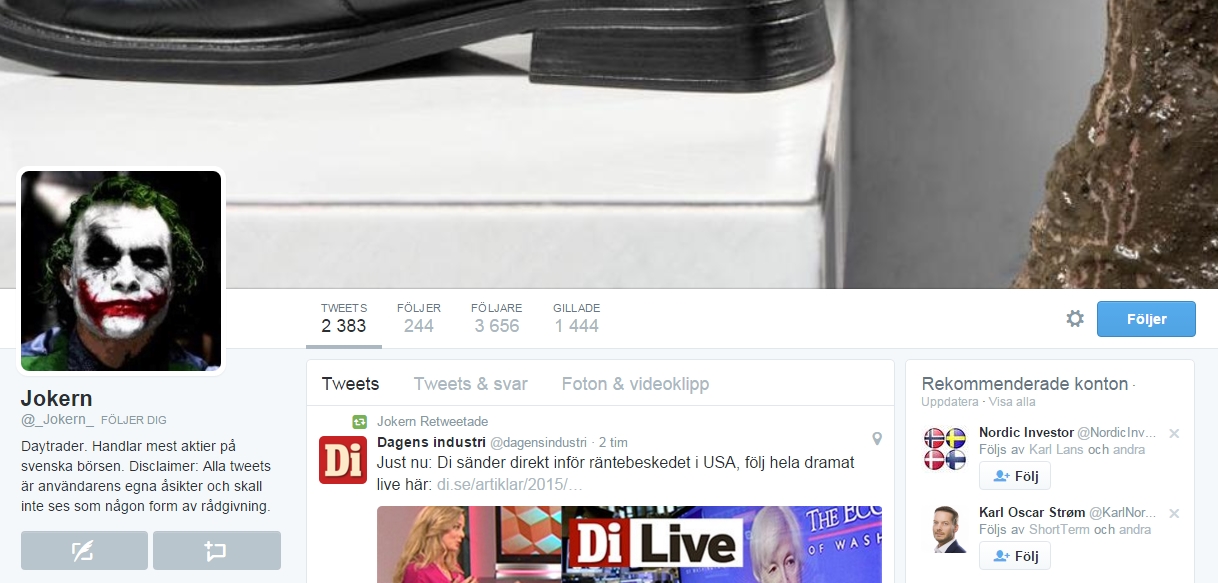 TWEETS
2 383
FÖLJER
244
FÖLJARE
3 656
GILLADE
1 444
Följer
Jokern
@_Jokern_ FÖLJER DIG
Daytrader. Handlar mest aktier på
svenska börsen. Disclaimer: Alla tweets
är användarens egna åsikter och skall
inte ses som någon form av rådgivning.
Tweets
Tweets & svar
Foton & videoklipp
Jokern Retweetade
Di
Dagens industri @dagensindustri · 2 tim
Just nu: Di sänder direkt inför räntebeskedet i USA, följ hela dramat
live här: di.se/artiklar/2015/…
Di Live
THE ECO
OF WASH
Rekommenderade konton ·
Uppdatera · Visa alla
Nordic Investor @NordicInv...
Följs av Karl Lans och andra
Följ
Karl Oscar Strøm @KarlNor...
Följs av ShortTerm och andra
Följ